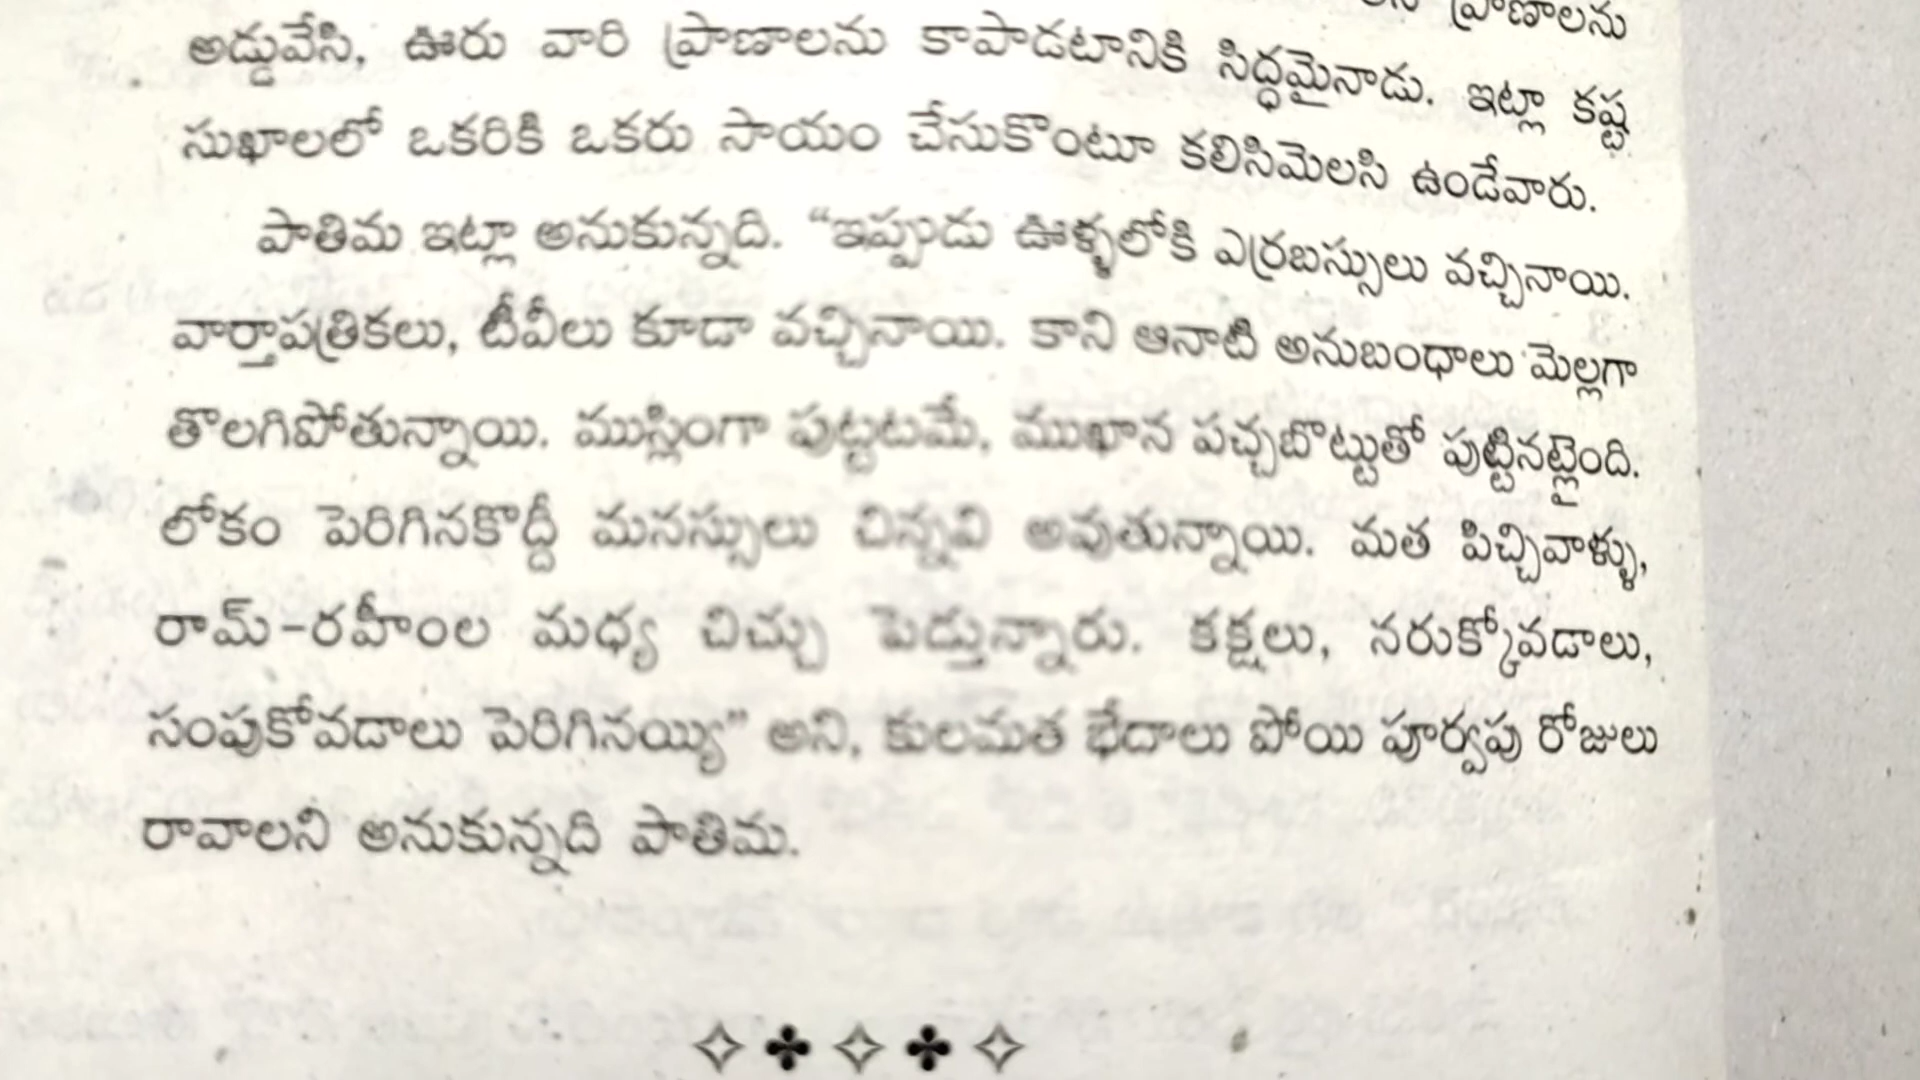 ప్రాణాలను
అడ్డువేసి, ఊరు వారి ప్రాణాలను కాపాడటానికి సిద్ధమైనాడు. ఇట్లా కష్ట
సుఖాలలో ఒకరికి ఒకరు సాయం చేసుకొంటూ కలిసిమెలసి ఉండేవారు.
పాతిమ ఇట్లా అనుకున్నది. “ఇప్పుడు ఊళ్ళలోకి ఎర్రబస్సులు వచ్చినాయి.
వార్తాపత్రికలు, టీవీలు కూడా వచ్చినాయి. కాని ఆనాటి అనుబంధాలు మెల్లగా
తొలగిపోతున్నాయి. ముస్లింగా పుట్టటమే, ముఖాన పచ్చబొట్టుతో పుట్టినట్లైంది.
లోకం పెరిగినకొద్దీ మనస్సులు చిన్నవి అవుతున్నాయి. మత పిచ్చివాళ్ళు,
రామ్-రహీంల మధ్య చిచ్చు పెడ్తున్నారు. కక్షలు, నరుక్కోవడాలు,
సంపుకోవడాలు పెరిగినయ్యి” అని, కులమత భేదాలు పోయి పూర్వపు రోజులు
రావాలని అనుకున్నది పాతిమ.